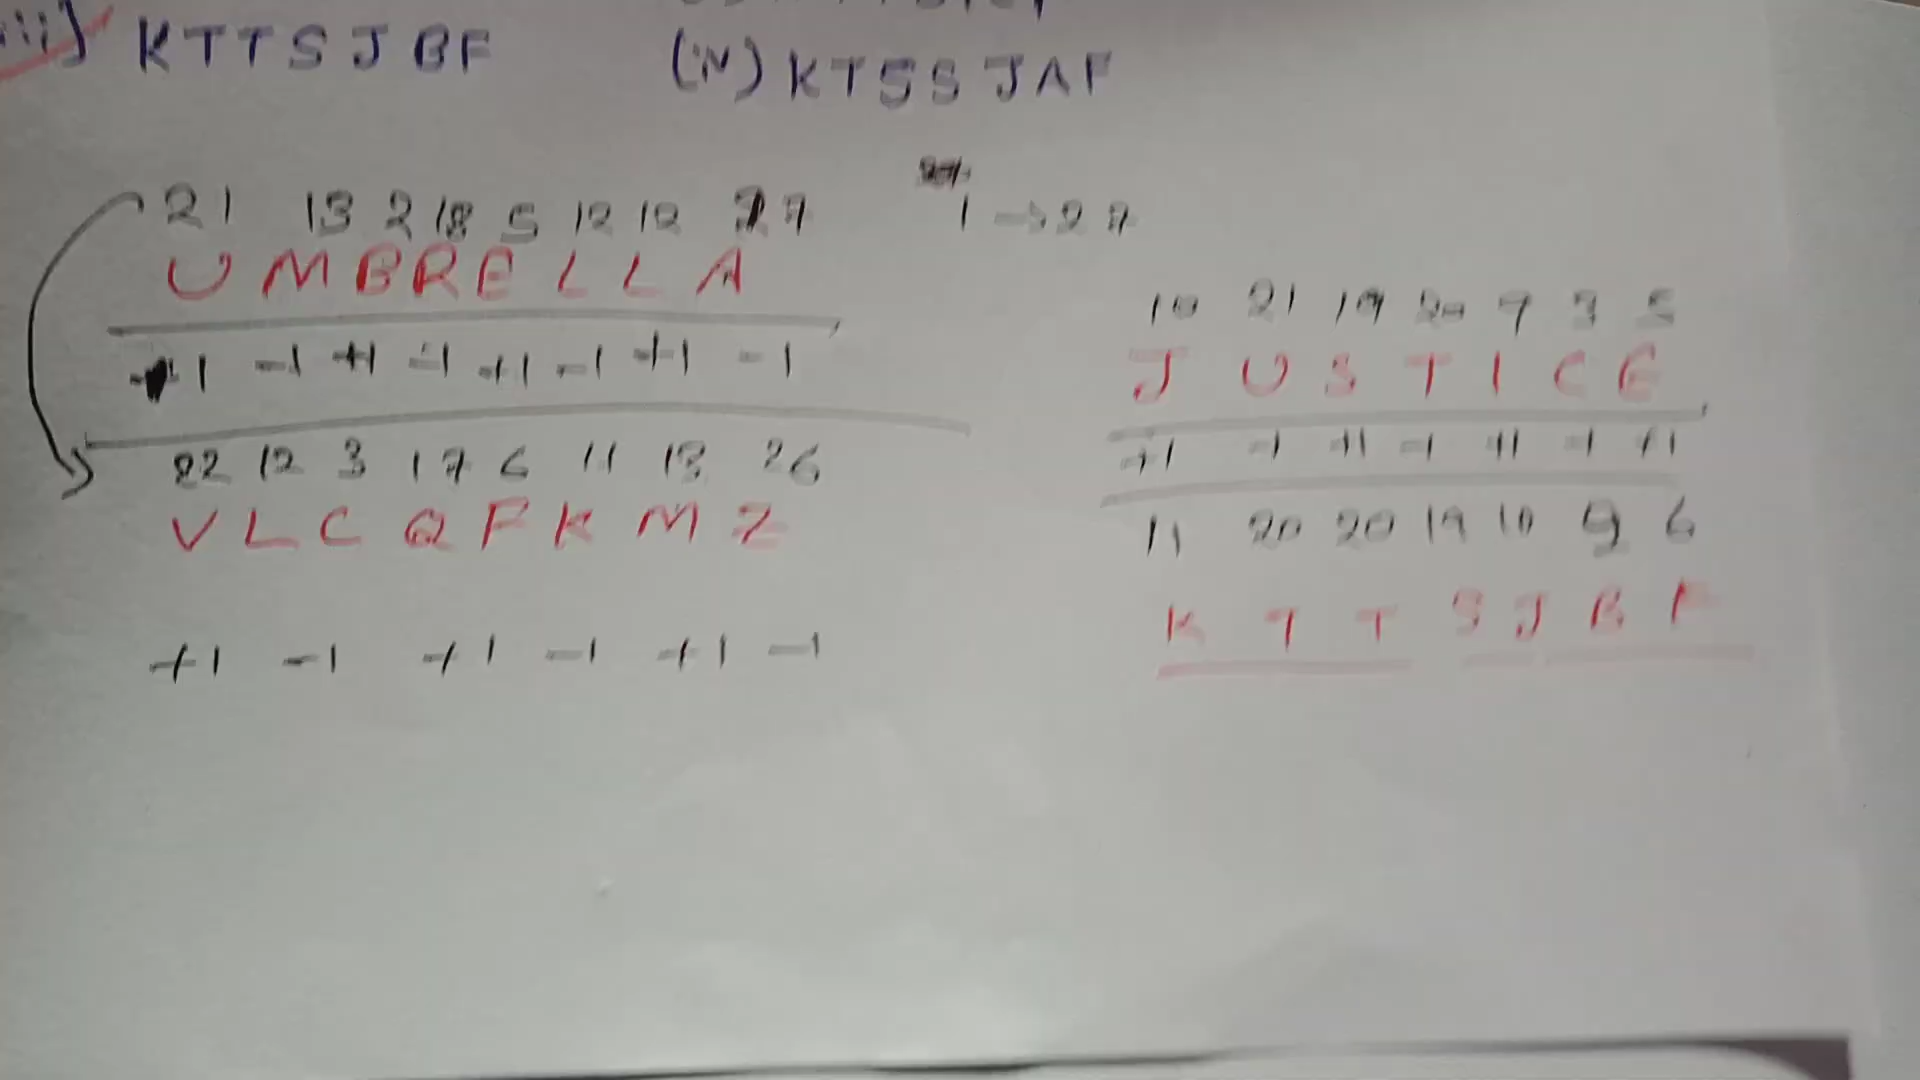 iii) KTTSJBF
(iv) KTSSJAF
21 13 2 18 5 12 12 27
1 → 27
UMBRELLA
+1 -1 +1 -1 +1 -1 +1 -1
22 12 3 17 6 11 13 26
VLCQFKMZ
+1 -1 +1 -1 +1 -1
10 21 19 20 9 3 5
JUSTICE
+1 -1 +1 -1 +1 -1 +1
11 20 20 19 10 6
KTTSJBF